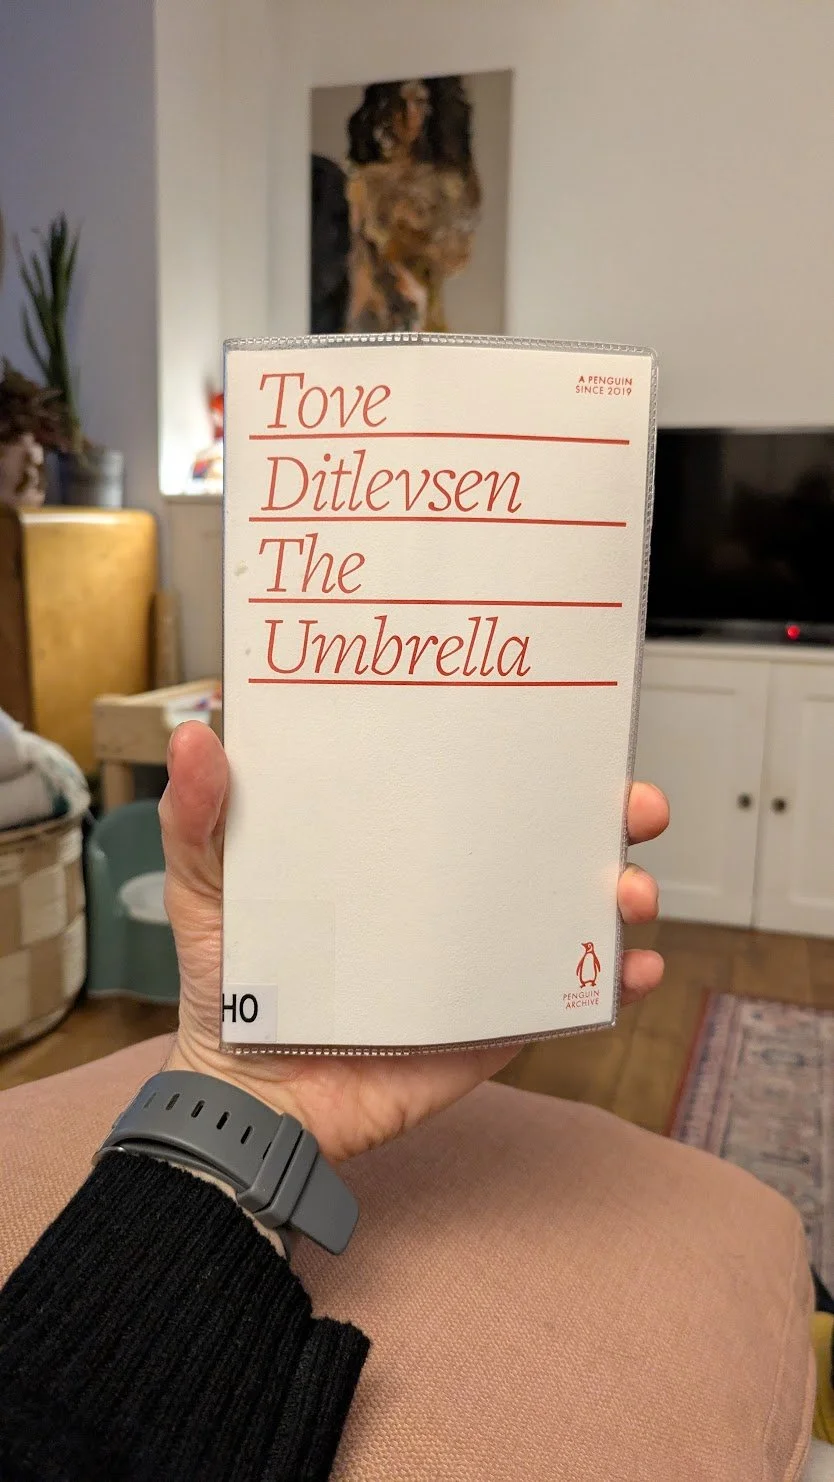 Tove
A PENGUIN
SINCE 2019
Ditlevsen
The
Umbrella
HO
PENGUIN
ARCHIVE